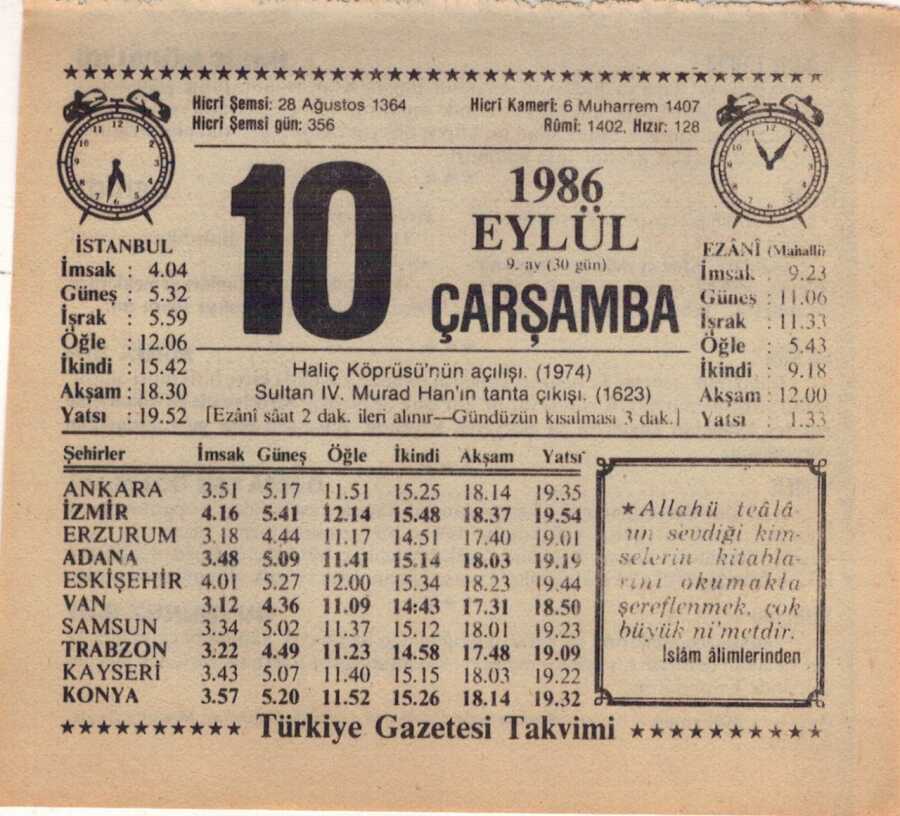 Hicri Şemsi: 28 Ağustos 1364
Hicri Şemsi gün: 356
Hicri Kameri: 6 Muharrem 1407
Rûmi: 1402, Hızır: 128
10
1986
EYLÜL
9. ay (30 gün)
ÇARŞAMBA
İSTANBUL
İmsak : 4.04
Güneş : 5.32
İşrak : 5.59
Öğle : 12.06
İkindi : 15.42
Akşam : 18.30
Yatsı : 19.52
EZÂNÎ (Mahalli)
İmsak : 9.23
Güneş : 11.06
İşrak : 11.33
Öğle : 5.43
İkindi : 9.18
Akşam : 12.00
Yatsı : 1.33
Haliç Köprüsü'nün açılışı. (1974)
Sultan IV. Murad Han'ın tahta çıkışı. (1623)
[Ezânî sâat 2 dak. ileri alınır—Gündüzün kısalması 3 dak.]
Şehirler İmsak Güneş Öğle İkindi Akşam Yatsı
ANKARA 3.51 5.17 11.51 15.25 18.14 19.35
İZMİR 4.16 5.41 12.14 15.48 18.37 19.54
ERZURUM 3.18 4.44 11.17 14.51 17.40 19.01
ADANA 3.48 5.09 11.41 15.14 18.03 19.19
ESKİŞEHİR 4.01 5.27 12.00 15.34 18.23 19.44
VAN 3.12 4.36 11.09 14:43 17.31 18.50
SAMSUN 3.34 5.02 11.37 15.12 18.01 19.23
TRABZON 3.22 4.49 11.23 14.58 17.48 19.09
KAYSERİ 3.43 5.07 11.40 15.15 18.03 19.22
KONYA 3.57 5.20 11.52 15.26 18.14 19.32
★Allahü teâlâ-
nın sevdiği kim-
selerin kitabla-
rını okumakla
şereflenmek, çok
büyük ni'metdir.
İslâm âlimlerinden
Türkiye Gazetesi Takvimi